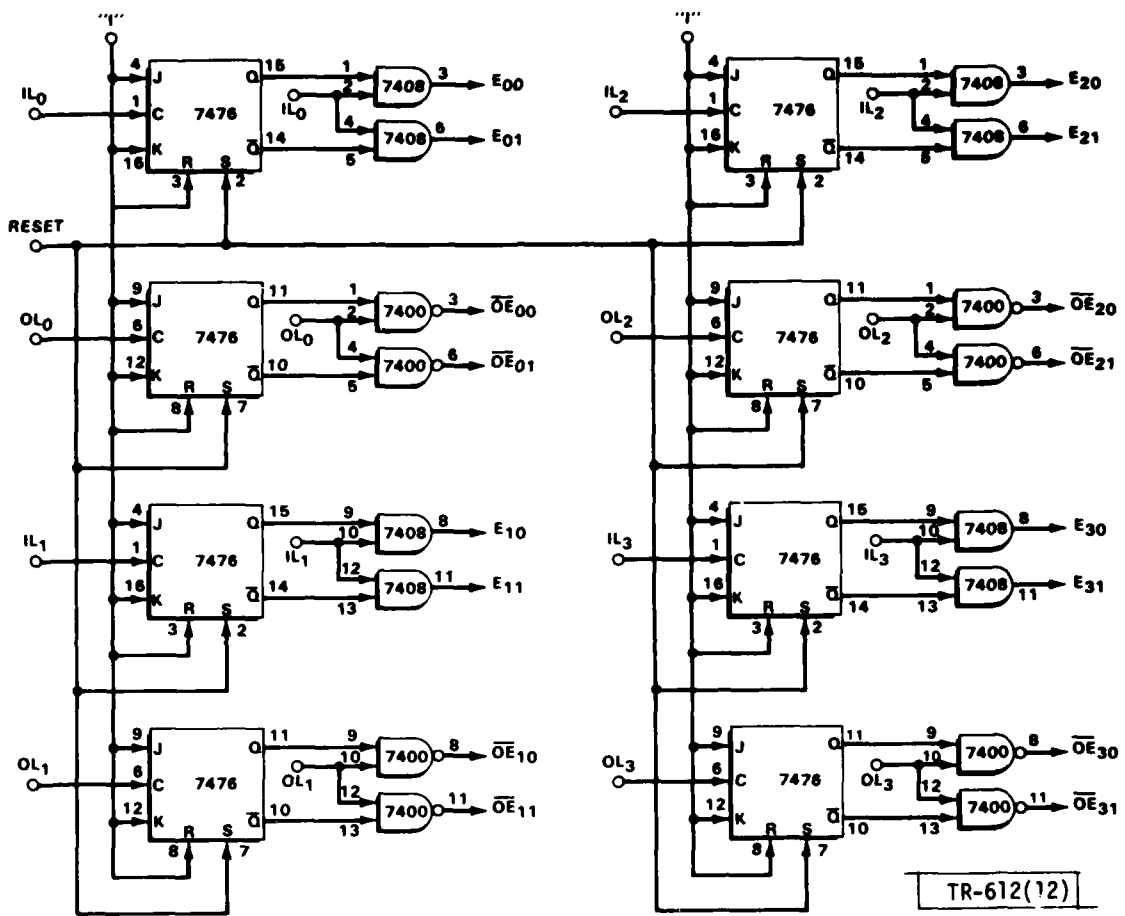 "1" "1"
4 J Q 15 1 7408 3 E00
IL0 1 C 7476 IL0 2
4 7408 6 E01
16 K Q̅ 14 5
R S
3 2
4 J Q 15 1 7408 3 E20
IL2 1 C 7476 IL2 2
4 7408 6 E21
16 K Q̅ 14 5
R S
3 2
RESET
9 J Q 11 1 7400 3 O̅E̅00
OL0 6 C 7476 OL0 2
4 7400 6 O̅E̅01
12 K Q̅ 10 5
R S
8 7
9 J Q 11 1 7400 3 O̅E̅20
OL2 6 C 7476 OL2 2
4 7400 6 O̅E̅21
12 K Q̅ 10 5
R S
8 7
4 J Q 15 9 7408 8 E10
IL1 1 C 7476 IL1 10
12 7408 11 E11
16 K Q̅ 14 13
R S
3 2
4 J Q 15 9 7408 8 E30
IL3 1 C 7476 IL3 10
12 7408 11 E31
16 K Q̅ 14 13
R S
3 2
9 J Q 11 9 7400 8 O̅E̅10
OL1 6 C 7476 OL1 10
12 7400 11 O̅E̅11
12 K Q̅ 10 13
R S
8 7
9 J Q 11 9 7400 8 O̅E̅30
OL3 6 C 7476 OL3 10
12 7400 11 O̅E̅31
12 K Q̅ 10 13
R S
8 7
TR-612(12)